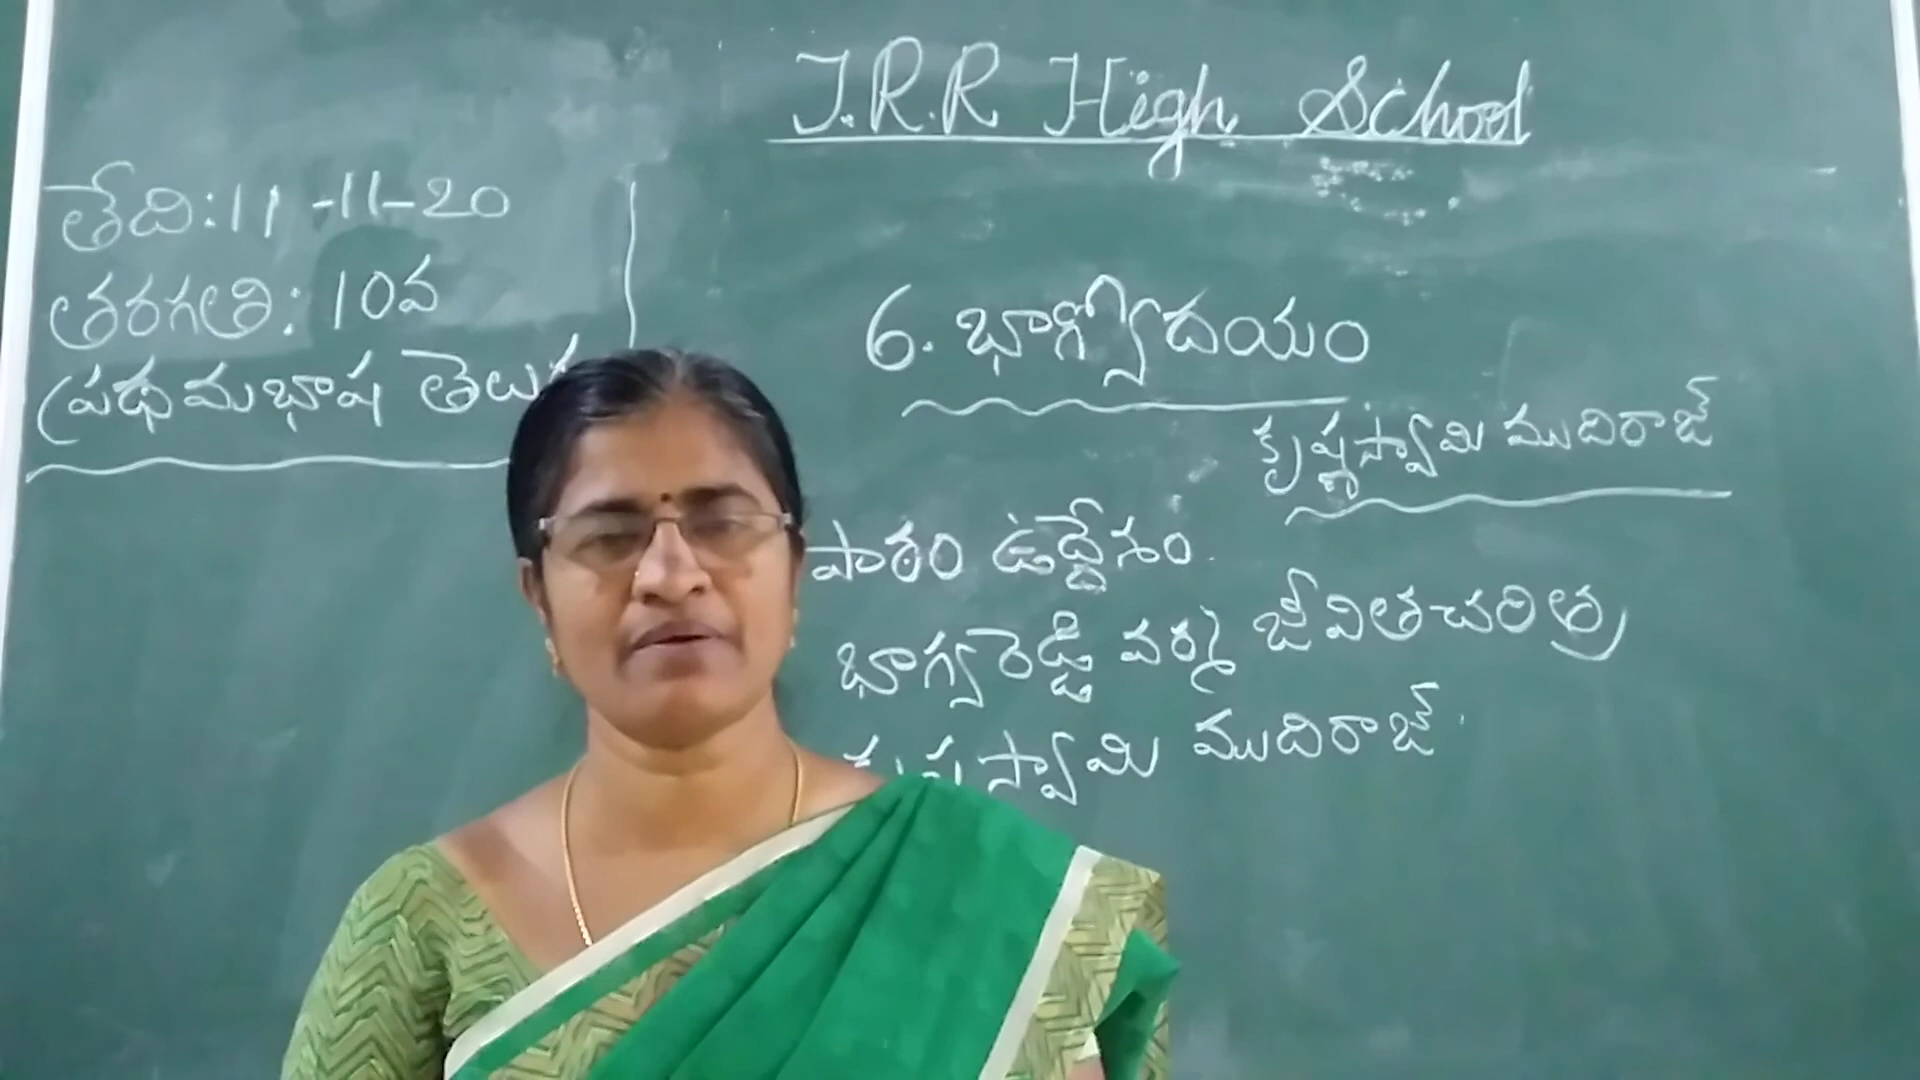 J.R.R High School
తేది: 11-11-20
తరగతి: 10వ
ప్రథమభాష
6. భాగ్యోదయం
కృష్ణస్వామి ముదిరాజ్
పాఠం ఉద్దేశం
భాగ్యరెడ్డి వర్మ జీవితచరిత్ర
ముదిరాజ్